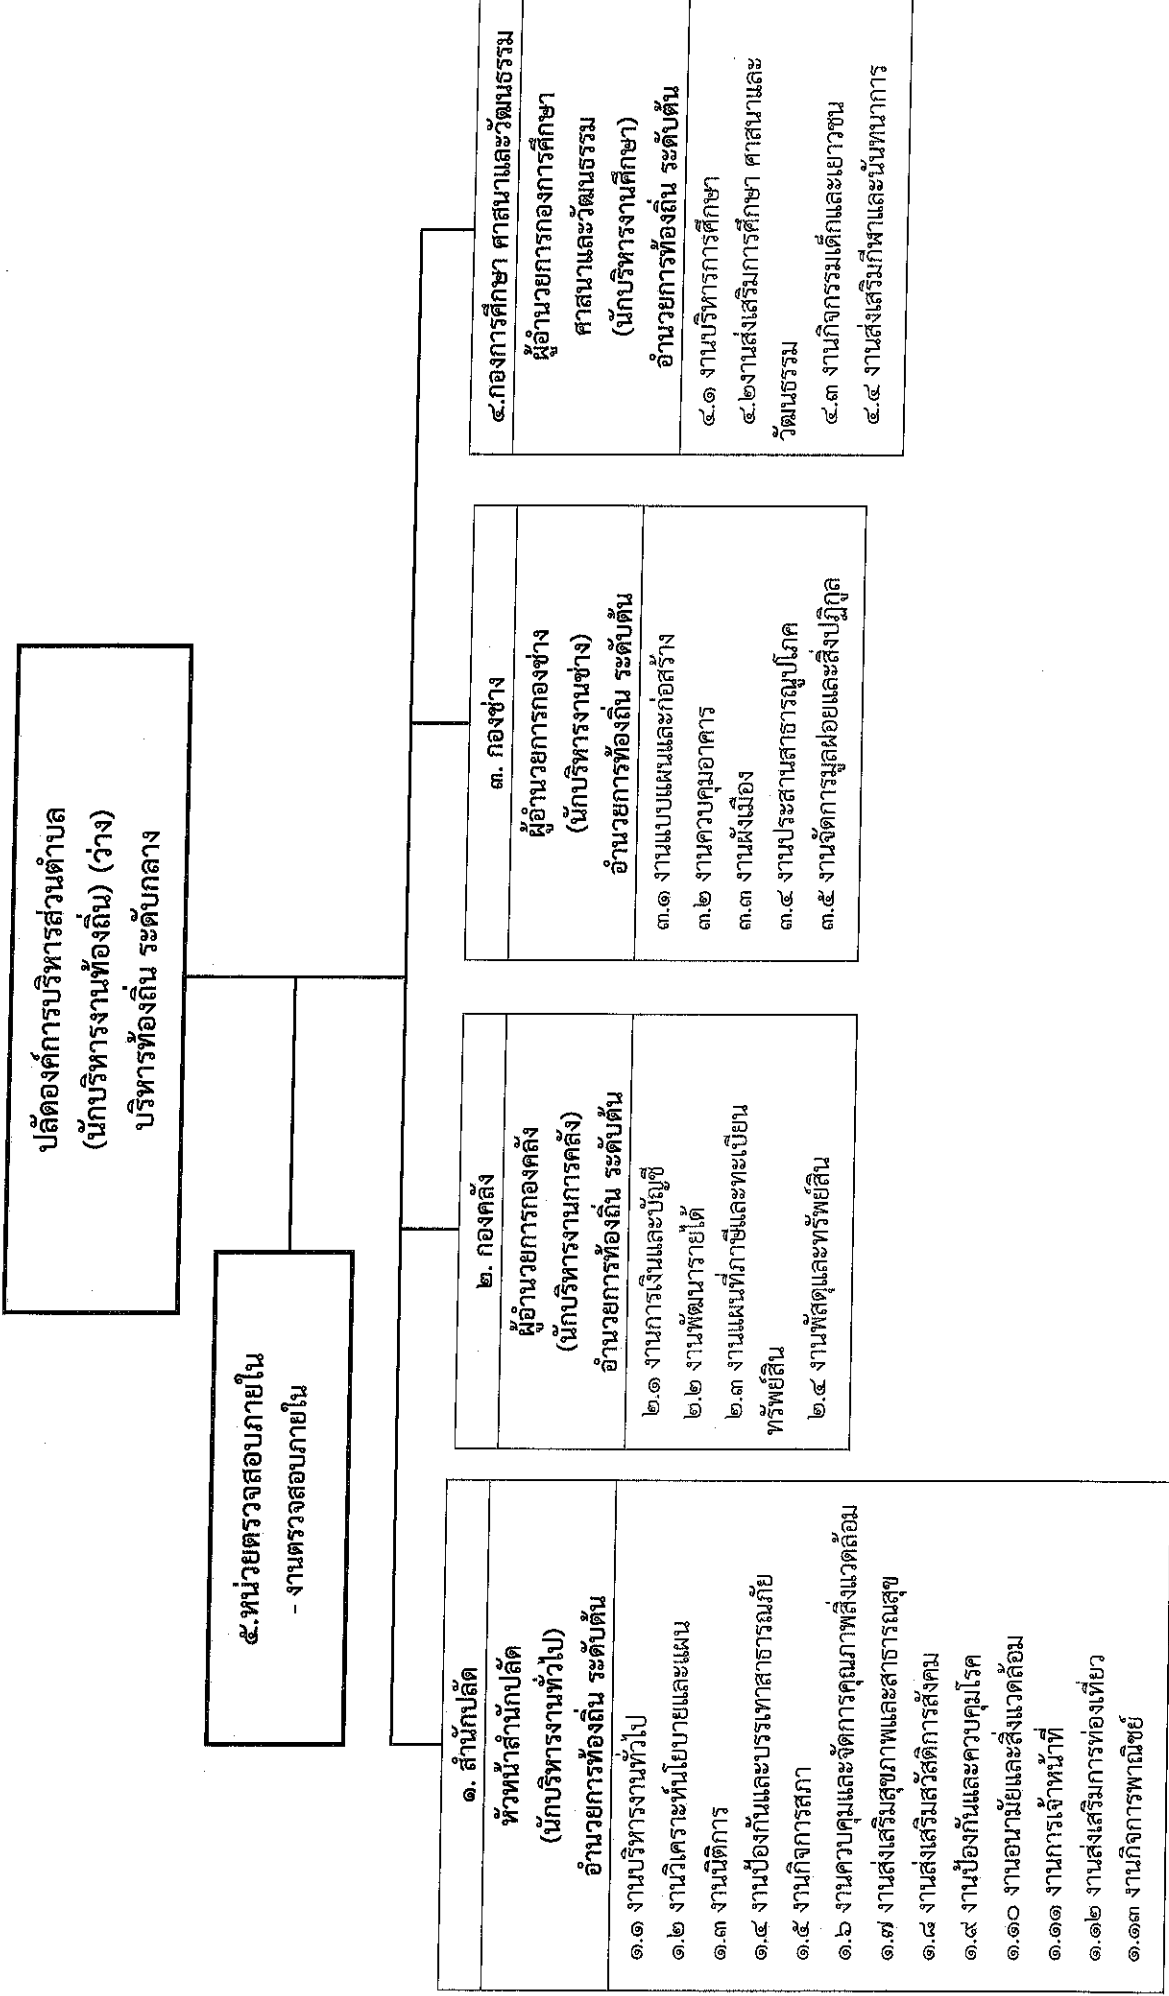 ปลัดองค์การบริหารส่วนตำบล
(นักบริหารงานท้องถิ่น) (ว่าง)
บริหารท้องถิ่น ระดับกลาง
๕.หน่วยตรวจสอบภายใน
- งานตรวจสอบภายใน
๑. สำนักปลัด
หัวหน้าสำนักปลัด
(นักบริหารงานทั่วไป)
อำนวยการท้องถิ่น ระดับต้น
๑.๑ งานบริหารงานทั่วไป
๑.๒ งานวิเคราะห์นโยบายและแผน
๑.๓ งานนิติการ
๑.๔ งานป้องกันและบรรเทาสาธารณภัย
๑.๕ งานกิจการสภา
๑.๖ งานควบคุมและจัดการคุณภาพสิ่งแวดล้อม
๑.๗ งานส่งเสริมสุขภาพและสาธารณสุข
๑.๘ งานส่งเสริมสวัสดิการสังคม
๑.๙ งานป้องกันและควบคุมโรค
๑.๑๐ งานอนามัยและสิ่งแวดล้อม
๑.๑๑ งานการเจ้าหน้าที่
๑.๑๒ งานส่งเสริมการท่องเที่ยว
๑.๑๓ งานกิจการพาณิชย์
๒. กองคลัง
ผู้อำนวยการกองคลัง
(นักบริหารงานการคลัง)
อำนวยการท้องถิ่น ระดับต้น
๒.๑ งานการเงินและบัญชี
๒.๒ งานพัฒนารายได้
๒.๓ งานแผนที่ภาษีและทะเบียน
ทรัพย์สิน
๒.๔ งานพัสดุและทรัพย์สิน
๓. กองช่าง
ผู้อำนวยการกองช่าง
(นักบริหารงานช่าง)
อำนวยการท้องถิ่น ระดับต้น
๓.๑ งานแบบแผนและก่อสร้าง
๓.๒ งานควบคุมอาคาร
๓.๓ งานผังเมือง
๓.๔ งานประสานสาธารณูปโภค
๓.๕ งานจัดการมูลฝอยและสิ่งปฏิกูล
๔.กองการศึกษา ศาสนาและวัฒนธรรม
ผู้อำนวยการกองการศึกษา
ศาสนาและวัฒนธรรม
(นักบริหารงานศึกษา)
อำนวยการท้องถิ่น ระดับต้น
๔.๑ งานบริหารการศึกษา
๔.๒งานส่งเสริมการศึกษา ศาสนาและ
วัฒนธรรม
๔.๓ งานกิจกรรมเด็กและเยาวชน
๔.๔ งานส่งเสริมกีฬาและนันทนาการ